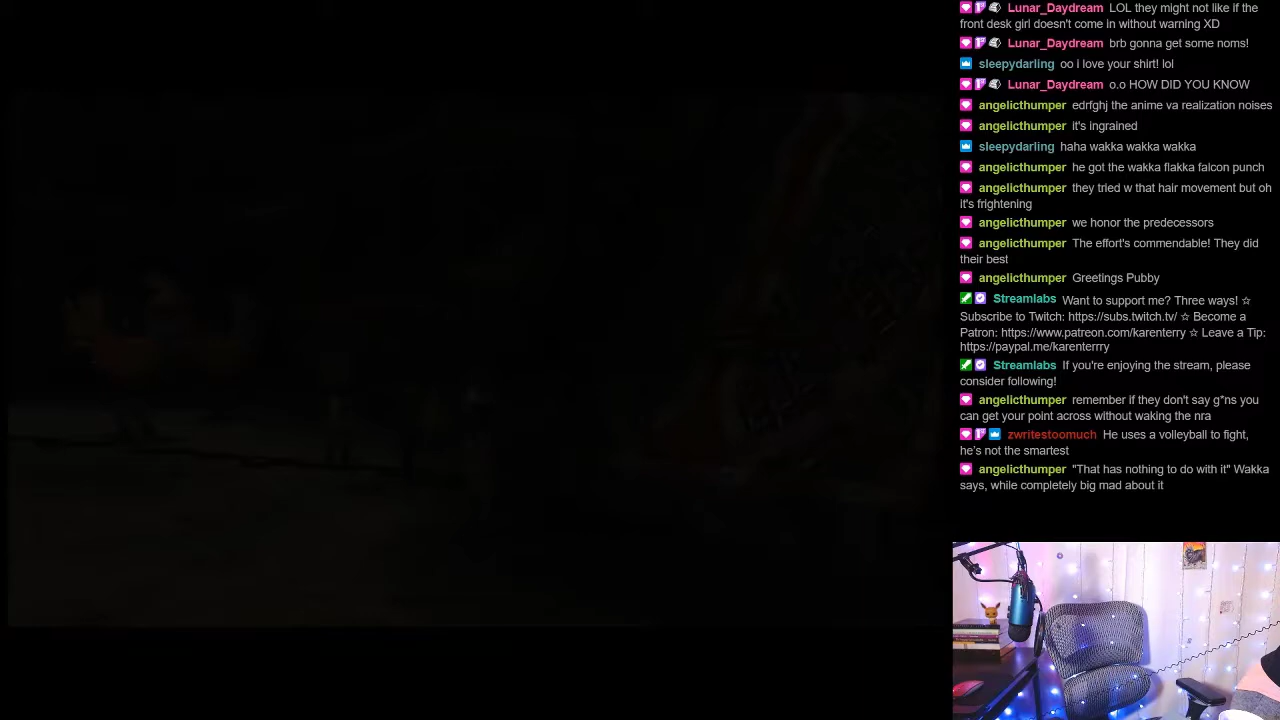 Lunar_Daydream LOL they might not like if the
front desk girl doesn't come in without warning XD
Lunar_Daydream brb gonna get some noms!
sleepydarling oo i love your shirt! lol
Lunar_Daydream o.o HOW DID YOU KNOW
angelicthumper edrfghj the anime va realization noises
angelicthumper it's ingrained
sleepydarling haha wakka wakka wakka
angelicthumper he got the wakka flakka falcon punch
angelicthumper they tried w that hair movement but oh
it's frightening
angelicthumper we honor the predecessors
angelicthumper The effort's commendable! They did
their best
angelicthumper Greetings Pubby
Streamlabs Want to support me? Three ways! ☆
Subscribe to Twitch: https://subs.twitch.tv/ ☆ Become a
Patron: https://www.patreon.com/karenterry ☆ Leave a Tip:
https://paypal.me/karenterrry
Streamlabs If you're enjoying the stream, please
consider following!
angelicthumper remember if they don't say g*ns you
can get your point across without waking the nra
zwritestoomuch He uses a volleyball to fight,
he's not the smartest
angelicthumper "That has nothing to do with it" Wakka
says, while completely big mad about it